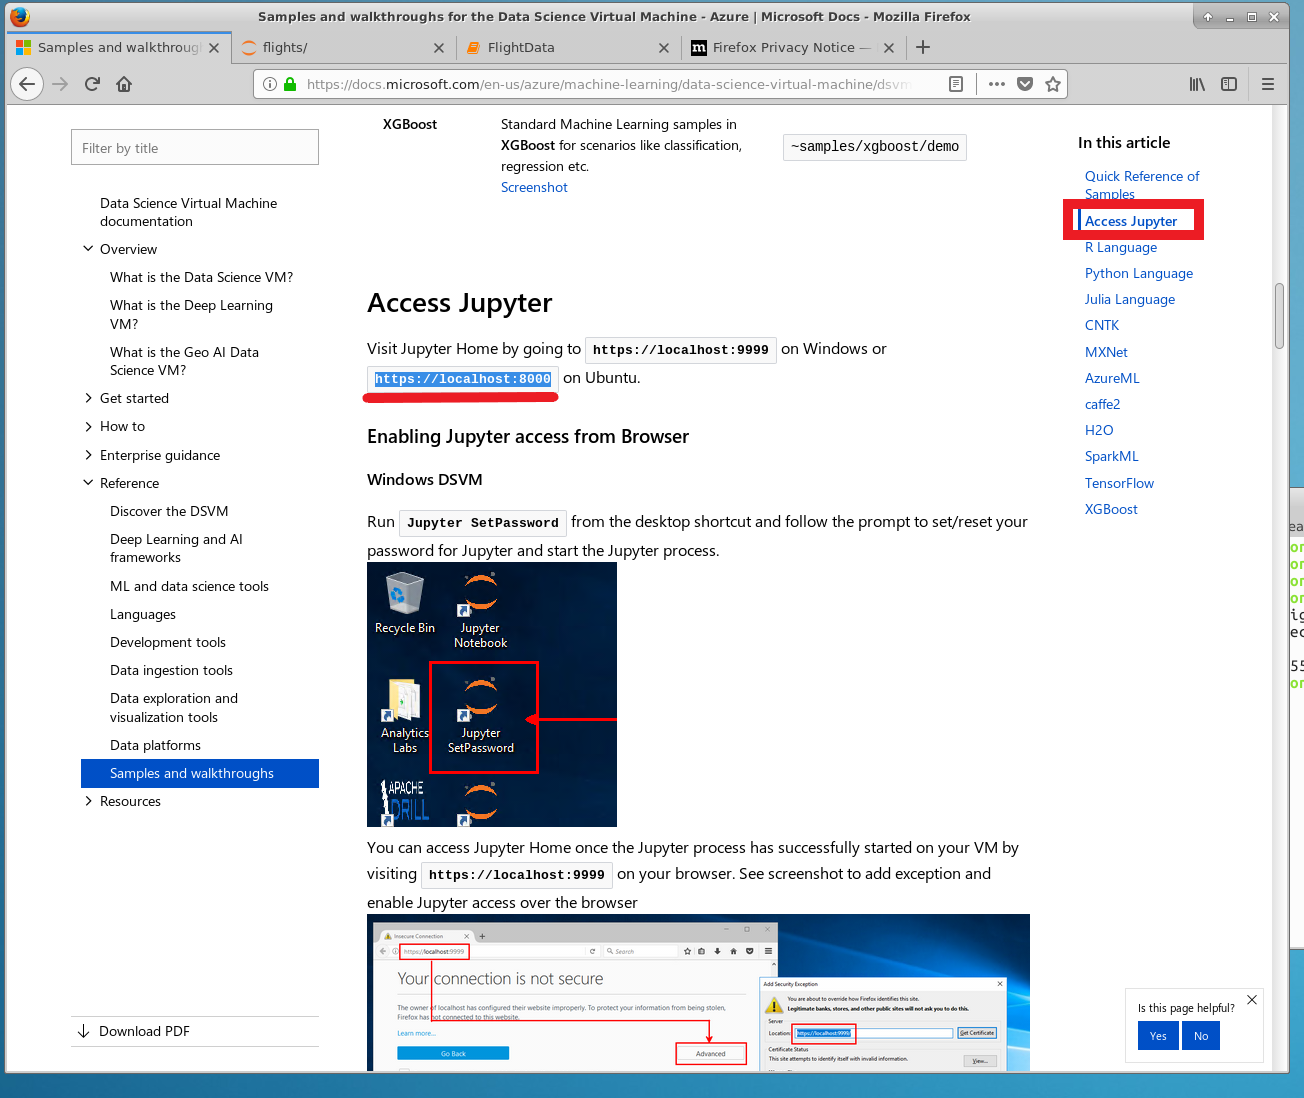 Samples and walkthroughs for the Data Science Virtual Machine - Azure | Microsoft Docs - Mozilla Firefox
Samples and walkthroug
flights/
FlightData
m
Firefox Privacy Notice —
https://docs.microsoft.com/en-us/azure/machine-learning/data-science-virtual-machine/dsvm
Filter by title
Data Science Virtual Machine
documentation
Overview
What is the Data Science VM?
What is the Deep Learning
VM?
What is the Geo AI Data
Science VM?
Get started
How to
Enterprise guidance
Reference
Discover the DSVM
Deep Learning and AI
frameworks
ML and data science tools
Languages
Development tools
Data ingestion tools
Data exploration and
visualization tools
Data platforms
Samples and walkthroughs
Resources
Download PDF
XGBoost
Standard Machine Learning samples in
XGBoost for scenarios like classification,
regression etc.
Screenshot
~samples/xgboost/demo
Access Jupyter
Visit Jupyter Home by going to https://localhost:9999 on Windows or
https://localhost:8000 on Ubuntu.
Enabling Jupyter access from Browser
Windows DSVM
Run Jupyter SetPassword from the desktop shortcut and follow the prompt to set/reset your
password for Jupyter and start the Jupyter process.
Recycle Bin
Jupyter
Notebook
Analytics
Labs
Jupyter
SetPassword
APACHE
DRILL
You can access Jupyter Home once the Jupyter process has successfully started on your VM by
visiting https://localhost:9999 on your browser. See screenshot to add exception and
enable Jupyter access over the browser
Insecure Connection
https://localhost:9999
Search
Your connection is not secure
The owner of localhost has configured their website improperly. To protect your information from being stolen,
Firefox has not connected to this website.
Learn more...
Go Back
Advanced
Add Security Exception
You are about to override how Firefox identifies this site.
Legitimate banks, stores, and other public sites will not ask you to do this.
Server
Location: https://localhost:9999/
Get Certificate
Certificate Status
This site attempts to identify itself with invalid information.
View...
In this article
Quick Reference of
Samples
Access Jupyter
R Language
Python Language
Julia Language
CNTK
MXNet
AzureML
caffe2
H2O
SparkML
TensorFlow
XGBoost
Is this page helpful?
Yes
No